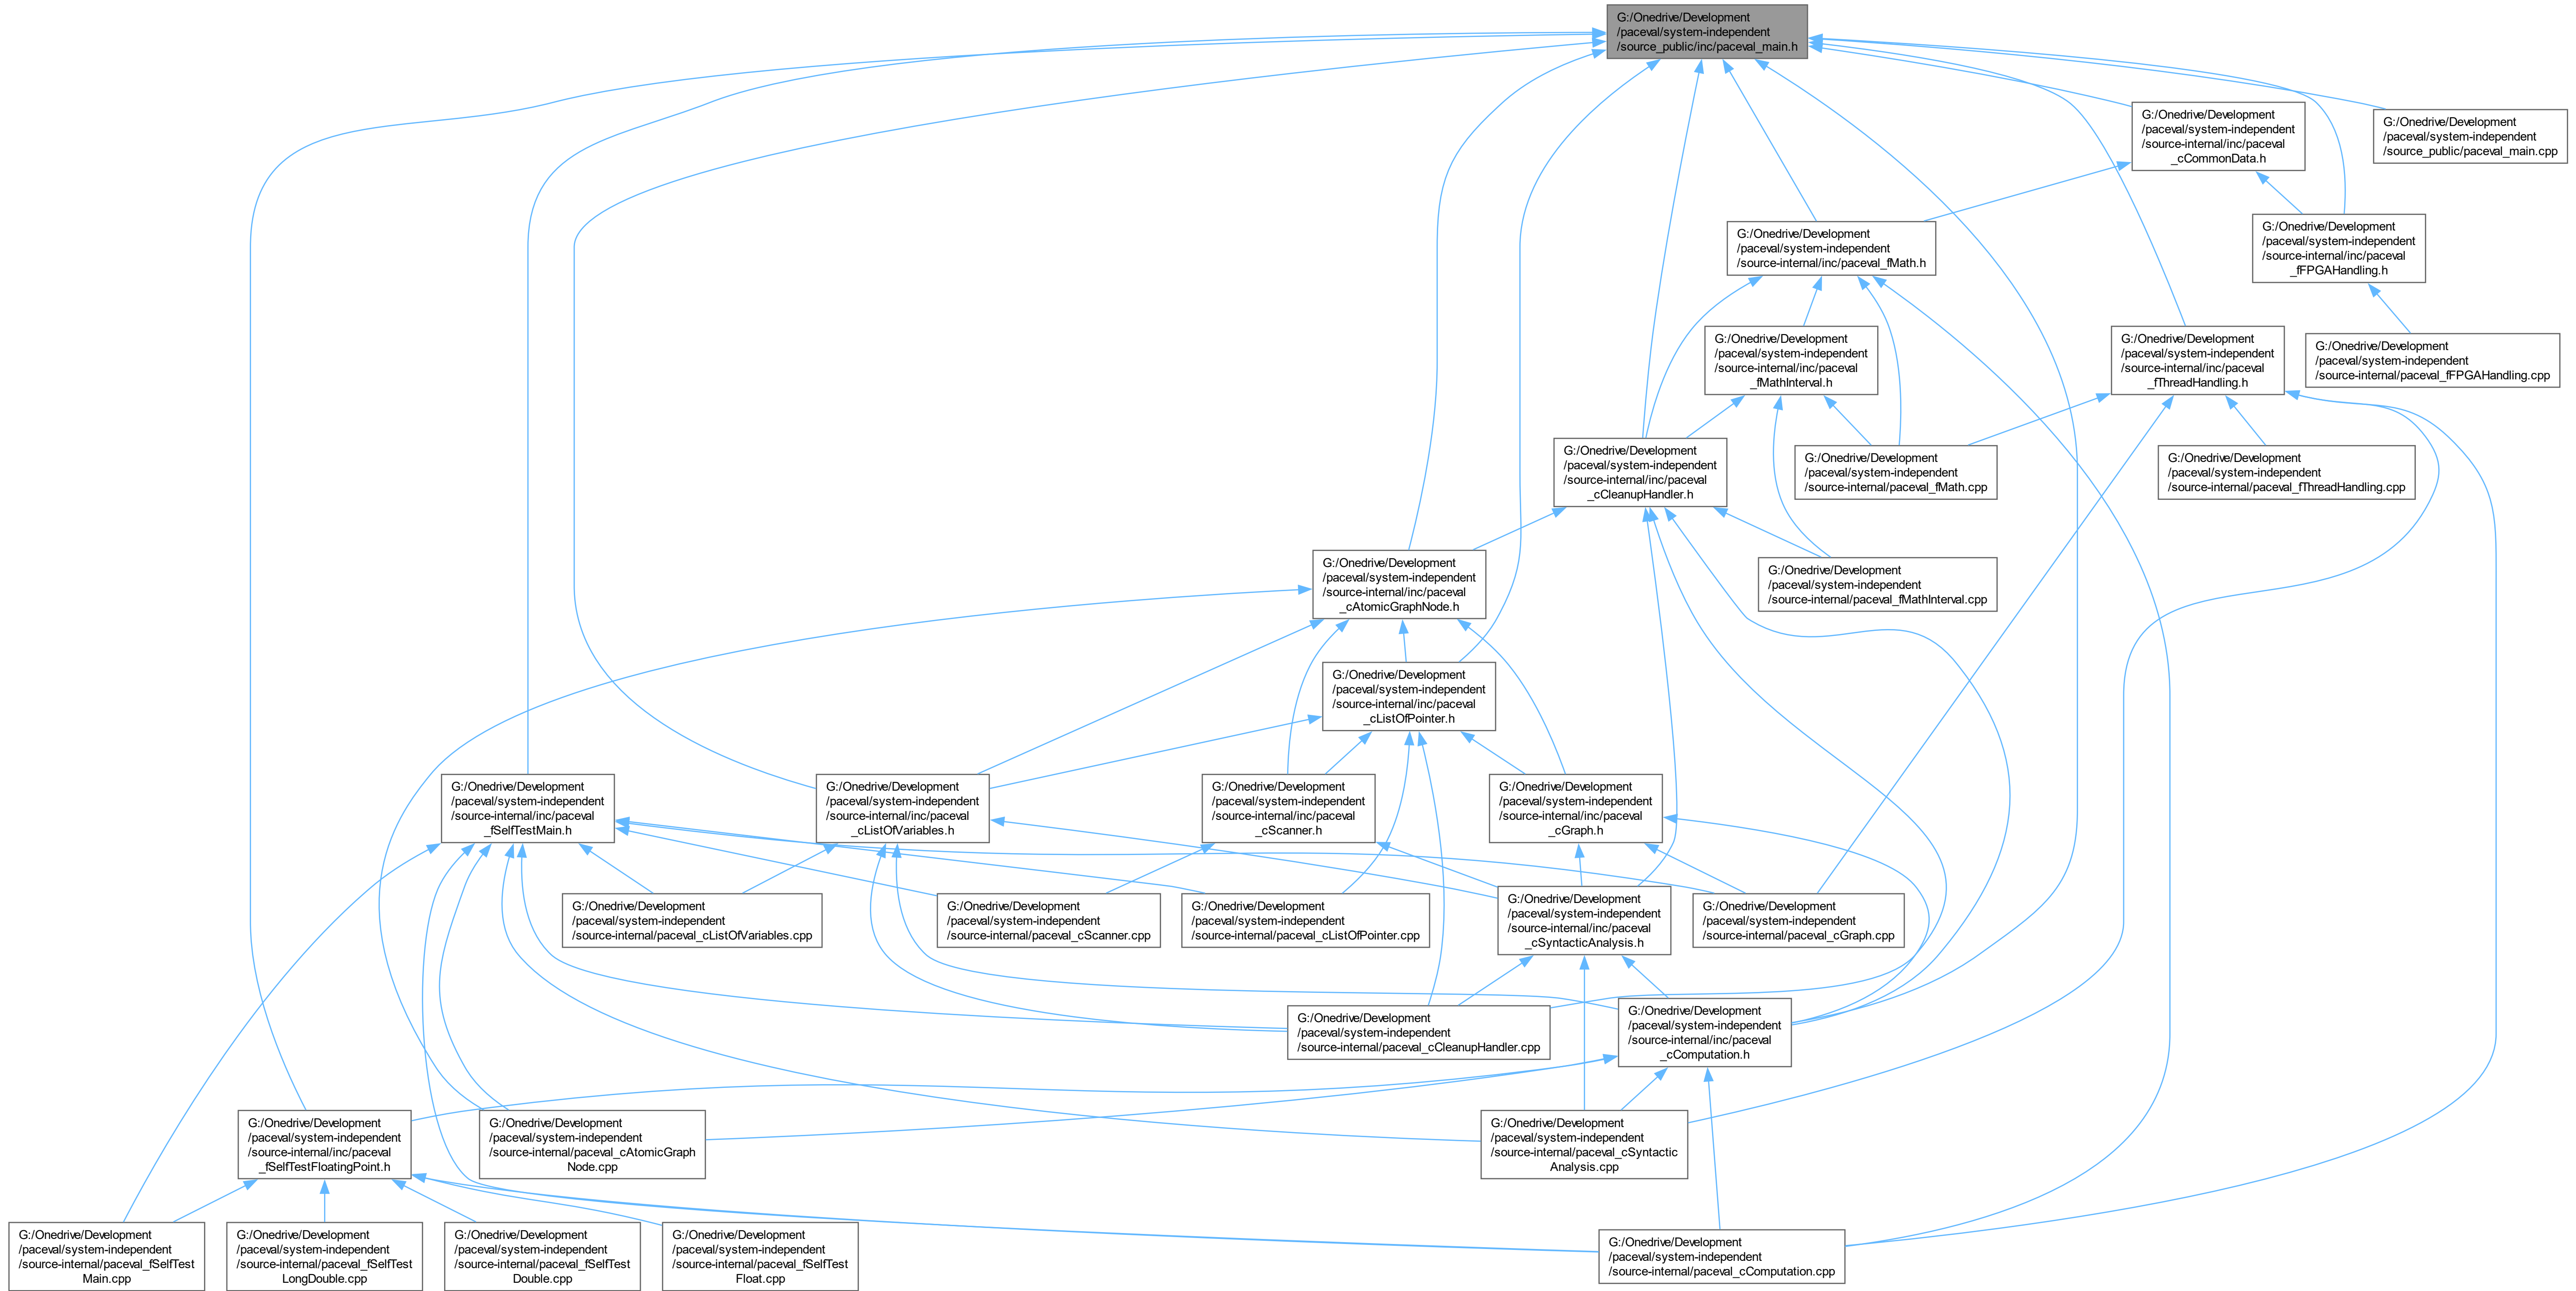 G:/Onedrive/Development
/paceval/system-independent
/source_public/inc/paceval_main.h
G:/Onedrive/Development
/paceval/system-independent
/source-internal/inc/paceval
_cCommonData.h
G:/Onedrive/Development
/paceval/system-independent
/source_public/paceval_main.cpp
G:/Onedrive/Development
/paceval/system-independent
/source-internal/inc/paceval_fMath.h
G:/Onedrive/Development
/paceval/system-independent
/source-internal/inc/paceval
_fFPGAHandling.h
G:/Onedrive/Development
/paceval/system-independent
/source-internal/inc/paceval
_fMathInterval.h
G:/Onedrive/Development
/paceval/system-independent
/source-internal/inc/paceval
_fThreadHandling.h
G:/Onedrive/Development
/paceval/system-independent
/source-internal/paceval_fFPGAHandling.cpp
G:/Onedrive/Development
/paceval/system-independent
/source-internal/inc/paceval
_cCleanupHandler.h
G:/Onedrive/Development
/paceval/system-independent
/source-internal/paceval_fMath.cpp
G:/Onedrive/Development
/paceval/system-independent
/source-internal/paceval_fThreadHandling.cpp
G:/Onedrive/Development
/paceval/system-independent
/source-internal/inc/paceval
_cAtomicGraphNode.h
G:/Onedrive/Development
/paceval/system-independent
/source-internal/paceval_fMathInterval.cpp
G:/Onedrive/Development
/paceval/system-independent
/source-internal/inc/paceval
_cListOfPointer.h
G:/Onedrive/Development
/paceval/system-independent
/source-internal/inc/paceval
_fSelfTestMain.h
G:/Onedrive/Development
/paceval/system-independent
/source-internal/inc/paceval
_cListOfVariables.h
G:/Onedrive/Development
/paceval/system-independent
/source-internal/inc/paceval
_cScanner.h
G:/Onedrive/Development
/paceval/system-independent
/source-internal/inc/paceval
_cGraph.h
G:/Onedrive/Development
/paceval/system-independent
/source-internal/paceval_cListOfVariables.cpp
G:/Onedrive/Development
/paceval/system-independent
/source-internal/paceval_cScanner.cpp
G:/Onedrive/Development
/paceval/system-independent
/source-internal/paceval_cListOfPointer.cpp
G:/Onedrive/Development
/paceval/system-independent
/source-internal/inc/paceval
_cSyntacticAnalysis.h
G:/Onedrive/Development
/paceval/system-independent
/source-internal/paceval_cGraph.cpp
G:/Onedrive/Development
/paceval/system-independent
/source-internal/paceval_cCleanupHandler.cpp
G:/Onedrive/Development
/paceval/system-independent
/source-internal/inc/paceval
_cComputation.h
G:/Onedrive/Development
/paceval/system-independent
/source-internal/inc/paceval
_fSelfTestFloatingPoint.h
G:/Onedrive/Development
/paceval/system-independent
/source-internal/paceval_cAtomicGraph
Node.cpp
G:/Onedrive/Development
/paceval/system-independent
/source-internal/paceval_cSyntactic
Analysis.cpp
G:/Onedrive/Development
/paceval/system-independent
/source-internal/paceval_fSelfTest
Main.cpp
G:/Onedrive/Development
/paceval/system-independent
/source-internal/paceval_fSelfTest
LongDouble.cpp
G:/Onedrive/Development
/paceval/system-independent
/source-internal/paceval_fSelfTest
Double.cpp
G:/Onedrive/Development
/paceval/system-independent
/source-internal/paceval_fSelfTest
Float.cpp
G:/Onedrive/Development
/paceval/system-independent
/source-internal/paceval_cComputation.cpp